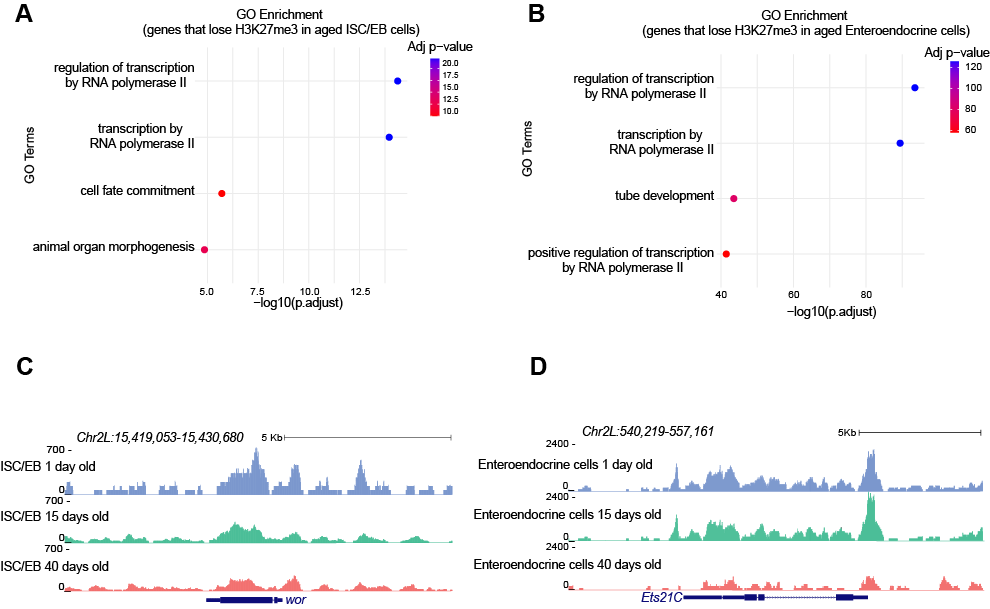 A
GO Enrichment
(genes that lose H3K27me3 in aged ISC/EB cells)
Adj p−value
20.0
17.5
15.0
12.5
10.0
GO Terms
regulation of transcription
by RNA polymerase II
transcription by
RNA polymerase II
cell fate commitment
animal organ morphogenesis
5.0 7.5 10.0 12.5
−log10(p.adjust)
B
GO Enrichment
(genes that lose H3K27me3 in aged Enteroendocrine cells)
Adj p−value
120
100
80
60
GO Terms
regulation of transcription
by RNA polymerase II
transcription by
RNA polymerase II
tube development
positive regulation of transcription
by RNA polymerase II
40 60 80
−log10(p.adjust)
C
Chr2L:15,419,053-15,430,680 5 Kb
700
ISC/EB 1 day old
0
700
ISC/EB 15 days old
0
700
ISC/EB 40 days old
0
wor
D
Chr2L:540,219-557,161 5Kb
2400
Enteroendocrine cells 1 day old
0
2400
Enteroendocrine cells 15 days old
0
2400
Enteroendocrine cells 40 days old
0
Ets21C